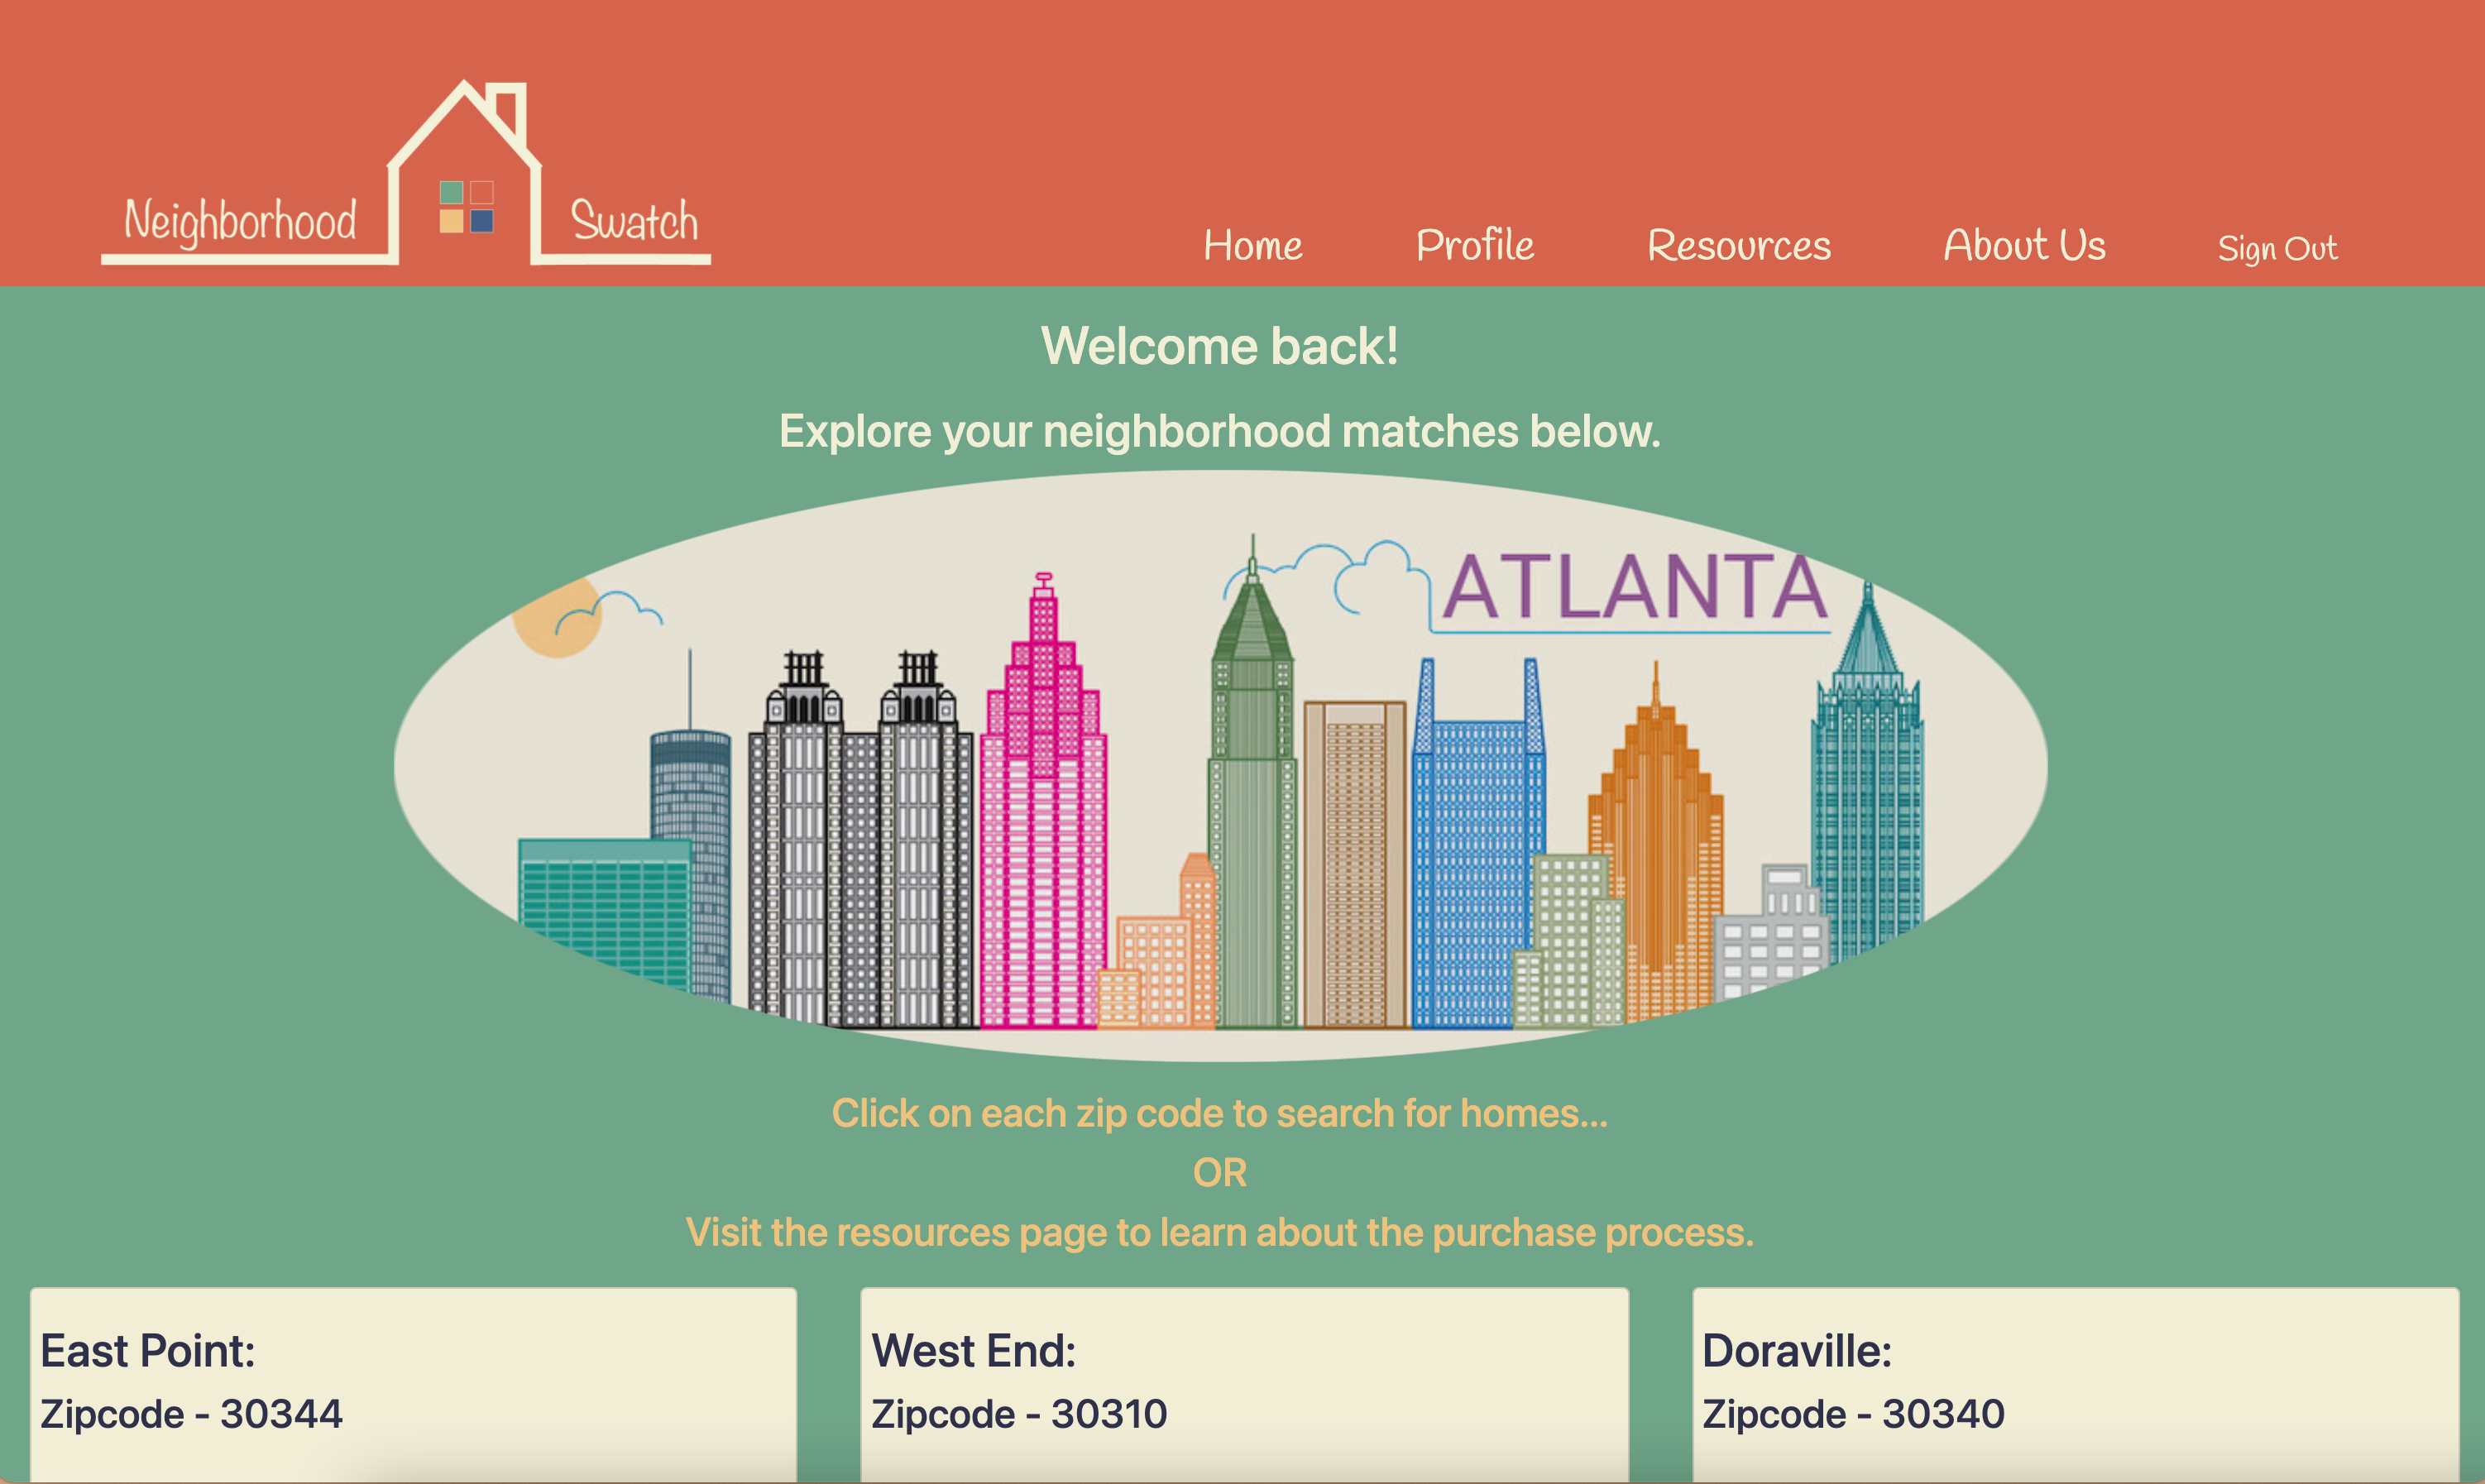 Neighborhood Swatch
Home Profile Resources About Us Sign Out
Welcome back!
Explore your neighborhood matches below.
ATLANTA
Click on each zip code to search for homes...
OR
Visit the resources page to learn about the purchase process.
East Point:
Zipcode - 30344
West End:
Zipcode - 30310
Doraville:
Zipcode - 30340